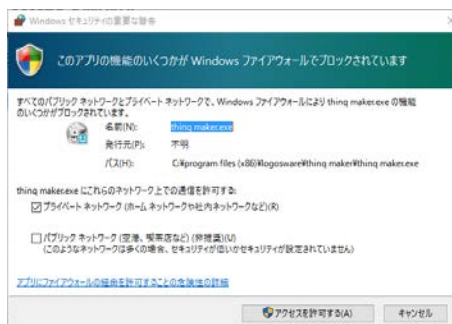 Windows セキュリティの重要な警告
このアプリの機能のいくつかが Windows ファイアウォールでブロックされています
すべてのパブリック ネットワークとプライベート ネットワークで、Windows ファイアウォールにより thinq maker.exe の機能
のいくつかがブロックされています。
名前(N): thinq maker.exe
発行元(P): 不明
パス(H): C:¥program files (x86)¥logosware¥thinq maker¥thinq maker.exe
thinq maker.exe にこれらのネットワーク上での通信を許可する:
プライベート ネットワーク (ホーム ネットワークや社内ネットワークなど)(R)
パブリック ネットワーク (空港、喫茶店など) (非推奨)(U)
(このようなネットワークは多くの場合、セキュリティが低いかセキュリティが設定されていません)
アプリにファイアウォールの経由を許可することの危険性の詳細
アクセスを許可する(A) キャンセル